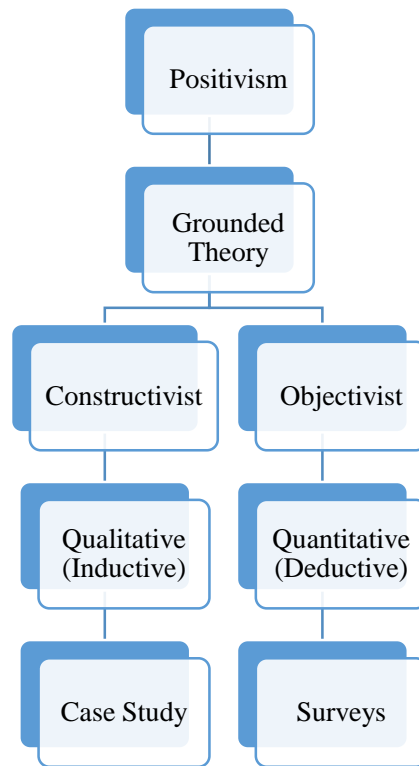 Positivism
Grounded
Theory
Constructivist
Objectivist
Qualitative
(Inductive)
Quantitative
(Deductive)
Case Study
Surveys